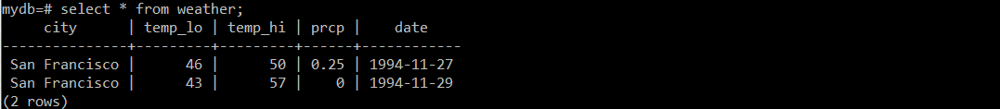 mydb=# select * from weather;
     city      | temp_lo | temp_hi | prcp |    date
---------------+---------+---------+------+------------
 San Francisco |      46 |      50 | 0.25 | 1994-11-27
 San Francisco |      43 |      57 |    0 | 1994-11-29
(2 rows)